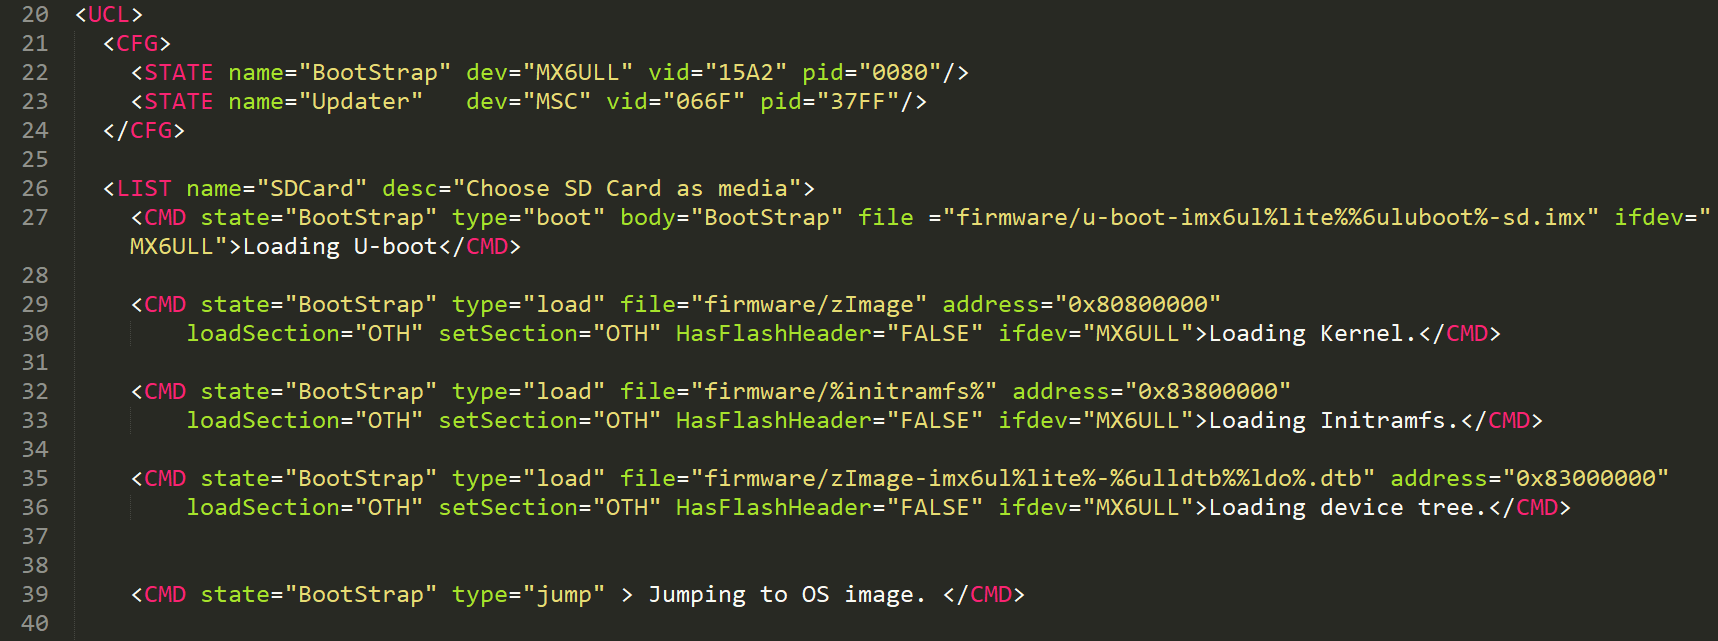 20 <UCL>
21   <CFG>
22     <STATE name="BootStrap" dev="MX6ULL" vid="15A2" pid="0080"/>
23     <STATE name="Updater"   dev="MSC" vid="066F" pid="37FF"/>
24   </CFG>
25
26   <LIST name="SDCard" desc="Choose SD Card as media">
27     <CMD state="BootStrap" type="boot" body="BootStrap" file ="firmware/u-boot-imx6ul%lite%%6uluboot%-sd.imx" ifdev="
MX6ULL">Loading U-boot</CMD>
28
29     <CMD state="BootStrap" type="load" file="firmware/zImage" address="0x80800000"
30         loadSection="OTH" setSection="OTH" HasFlashHeader="FALSE" ifdev="MX6ULL">Loading Kernel.</CMD>
31
32     <CMD state="BootStrap" type="load" file="firmware/%initramfs%" address="0x83800000"
33         loadSection="OTH" setSection="OTH" HasFlashHeader="FALSE" ifdev="MX6ULL">Loading Initramfs.</CMD>
34
35     <CMD state="BootStrap" type="load" file="firmware/zImage-imx6ul%lite%-%6ulldtb%%ldo%.dtb" address="0x83000000"
36         loadSection="OTH" setSection="OTH" HasFlashHeader="FALSE" ifdev="MX6ULL">Loading device tree.</CMD>
37
38
39     <CMD state="BootStrap" type="jump" > Jumping to OS image. </CMD>
40